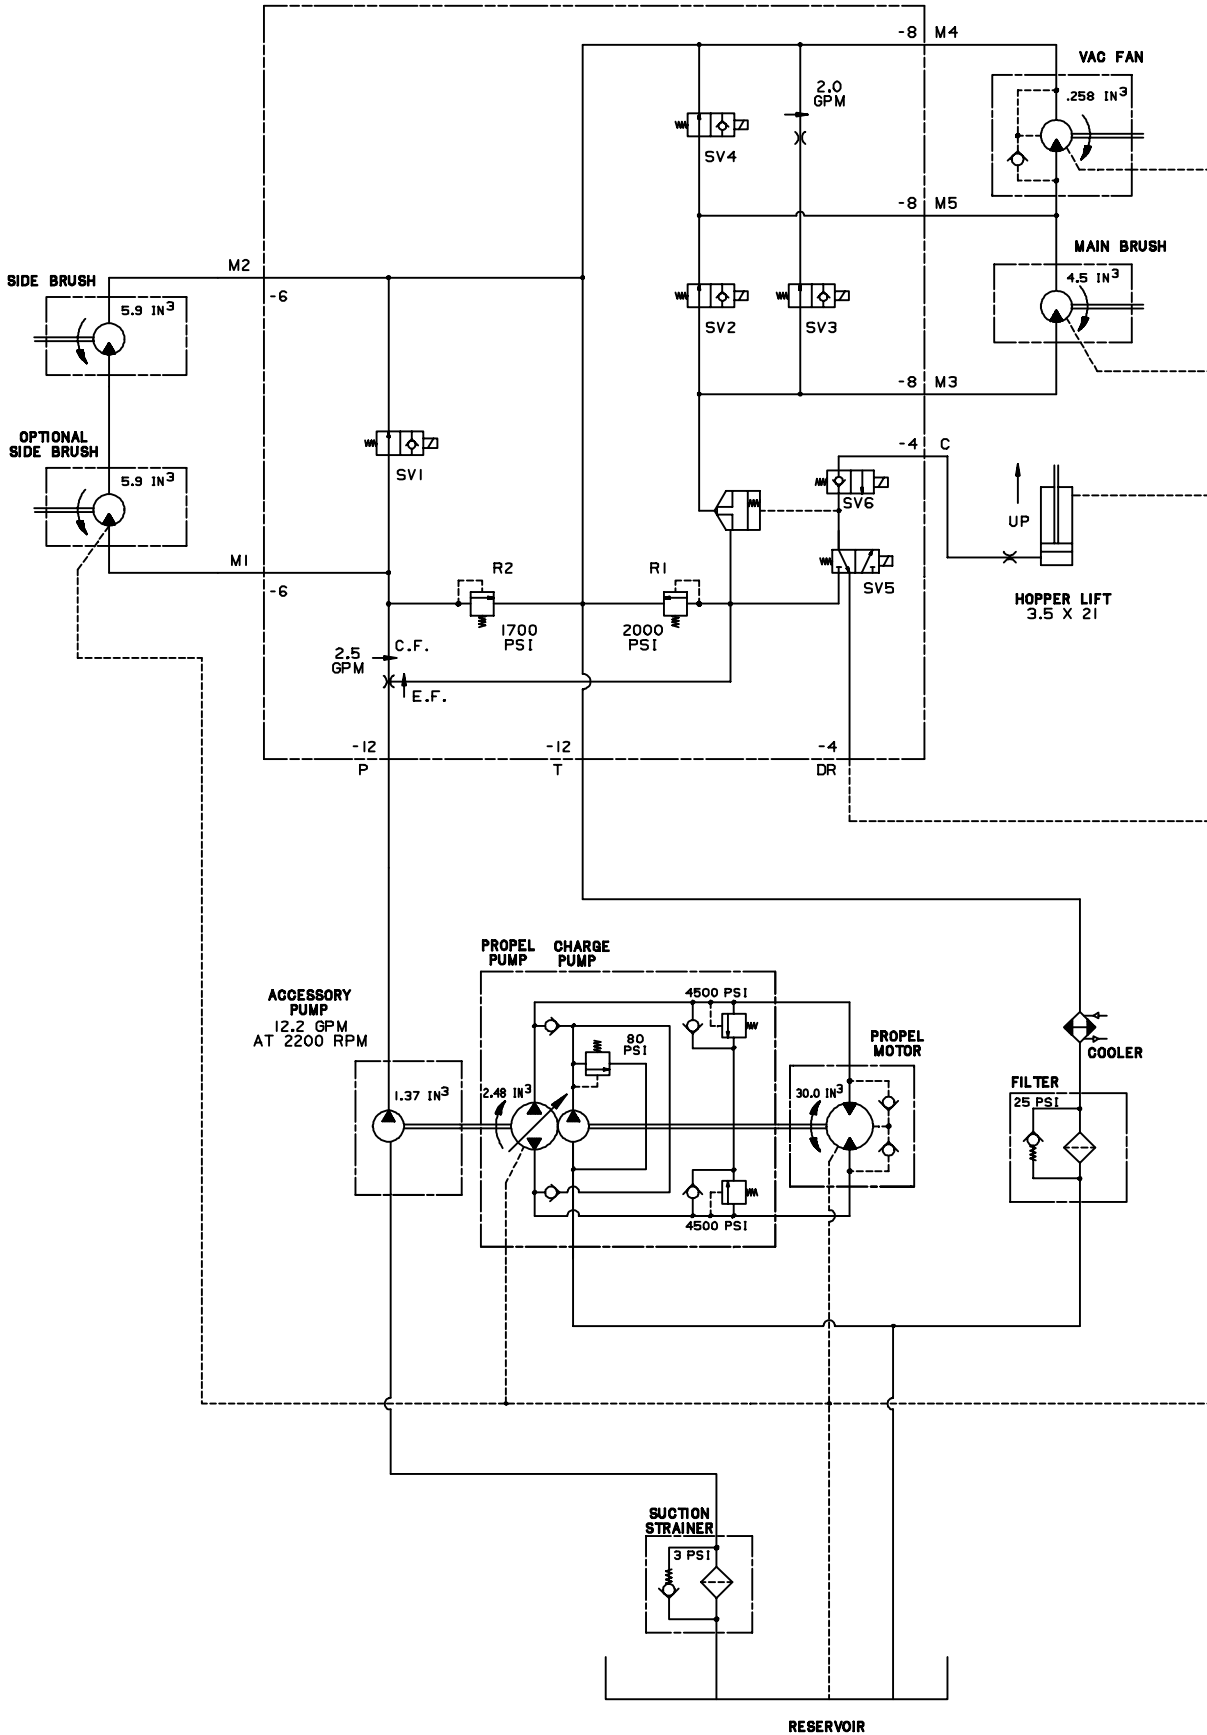 -8 M4
VAC FAN
2.0
GPM
.258 IN3
SV4
-8 M5
MAIN BRUSH
M2
SIDE BRUSH
-6
4.5 IN3
5.9 IN3
SV2
SV3
-8 M3
OPTIONAL
SIDE BRUSH
-4 C
SV1
5.9 IN3
SV6
UP
M1
R2
R1
SV5
-6
HOPPER LIFT
3.5 X 21
1700
PSI
2000
PSI
2.5
GPM
C.F.
E.F.
-12
P
-12
T
-4
DR
PROPEL
PUMP
CHARGE
PUMP
ACCESSORY
PUMP
12.2 GPM
AT 2200 RPM
4500 PSI
80
PSI
PROPEL
MOTOR
COOLER
FILTER
25 PSI
1.37 IN3
2.48 IN3
30.0 IN3
4500 PSI
SUCTION
STRAINER
3 PSI
RESERVOIR